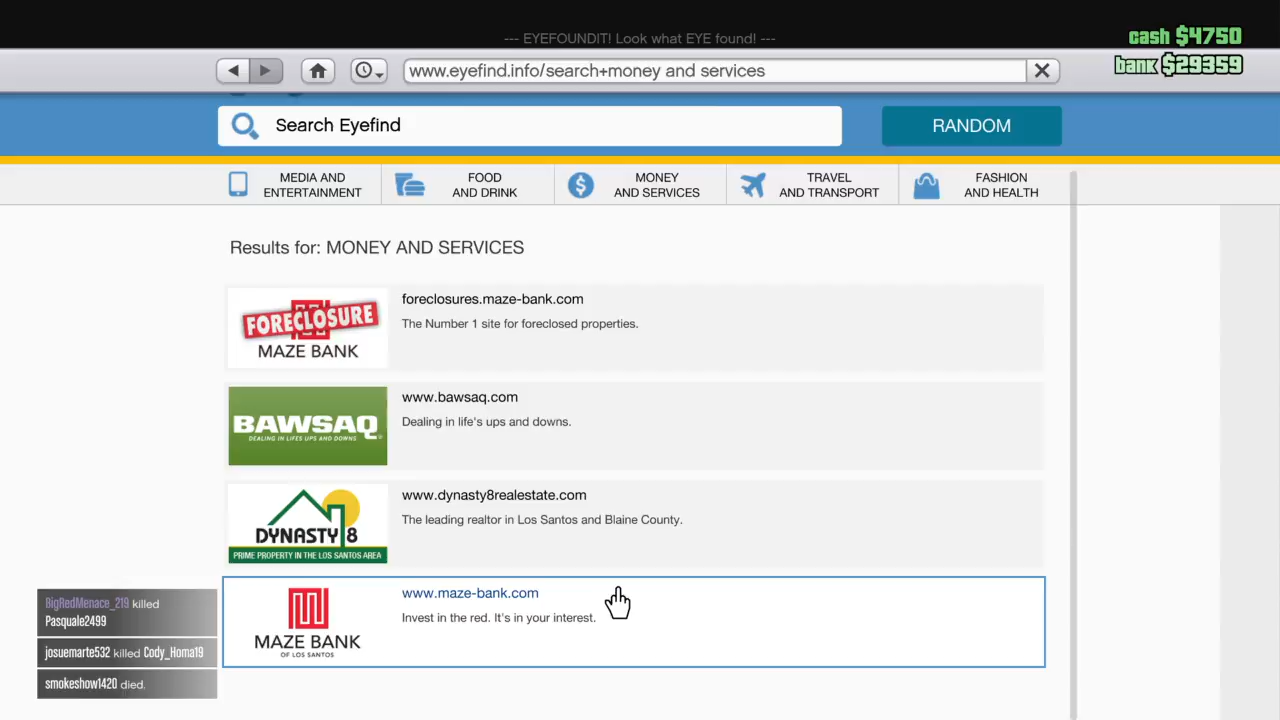 --- EYEFOUNDIT! Look what EYE found! ---
cash $4750
bank $29359
www.eyefind.info/search+money and services
Search Eyefind
RANDOM
MEDIA AND
ENTERTAINMENT
FOOD
AND DRINK
MONEY
AND SERVICES
TRAVEL
AND TRANSPORT
FASHION
AND HEALTH
Results for: MONEY AND SERVICES
FORECLOSURE
MAZE BANK
foreclosures.maze-bank.com
The Number 1 site for foreclosed properties.
BAWSAQ
DEALING IN LIFES UPS AND DOWNS
www.bawsaq.com
Dealing in life's ups and downs.
DYNASTY 8
PRIME PROPERTY IN THE LOS SANTOS AREA
www.dynasty8realestate.com
The leading realtor in Los Santos and Blaine County.
MAZE BANK
OF LOS SANTOS
www.maze-bank.com
Invest in the red. It's in your interest.
BigRedMenace_219 killed
Pasquale2499
josuemarte532 killed Cody_Homa19
smokeshow1420 died.